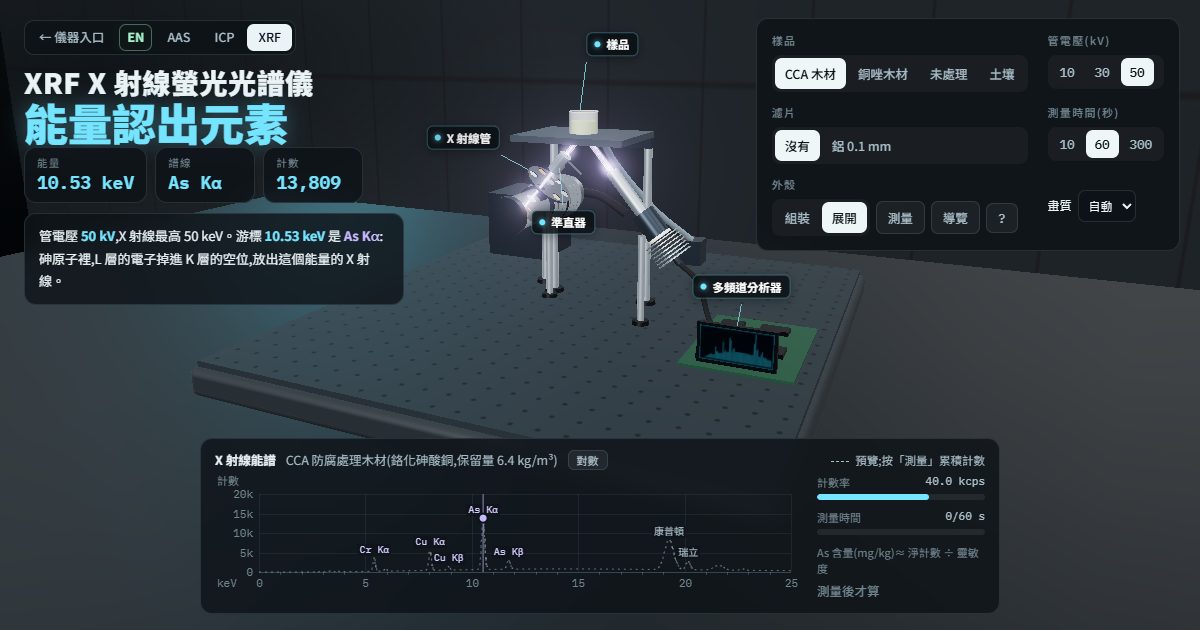 ← 儀器入口 EN AAS ICP XRF
XRF X 射線螢光光譜儀
能量認出元素
能量 譜線 計數
10.53 keV As Kα 13,809
管電壓 50 kV,X 射線最高 50 keV。游標 10.53 keV 是 As Kα:
砷原子裡,L 層的電子掉進 K 層的空位,放出這個能量的 X 射
線。
樣品
X 射線管
準直器
多頻道分析器
樣品 管電壓(kV)
CCA 木材 銅唑木材 未處理 土壤 10 30 50
濾片 測量時間(秒)
沒有 鋁 0.1 mm 10 60 300
外殼
組裝 展開 測量 導覽 ? 畫質 自動
X 射線能譜 CCA 防腐處理木材(鉻化砷酸銅,保留量 6.4 kg/m³) 對數
計數
20k
15k
10k
5k
0
As Kα
Cr Kα
Cu Kα
Cu Kβ
As Kβ
康普頓
瑞立
keV 0 5 10 15 20 25
---- 預覽;按「測量」累積計數
計數率 40.0 kcps
測量時間 0/60 s
As 含量(mg/kg)≈ 淨計數 ÷ 靈敏
度
測量後才算